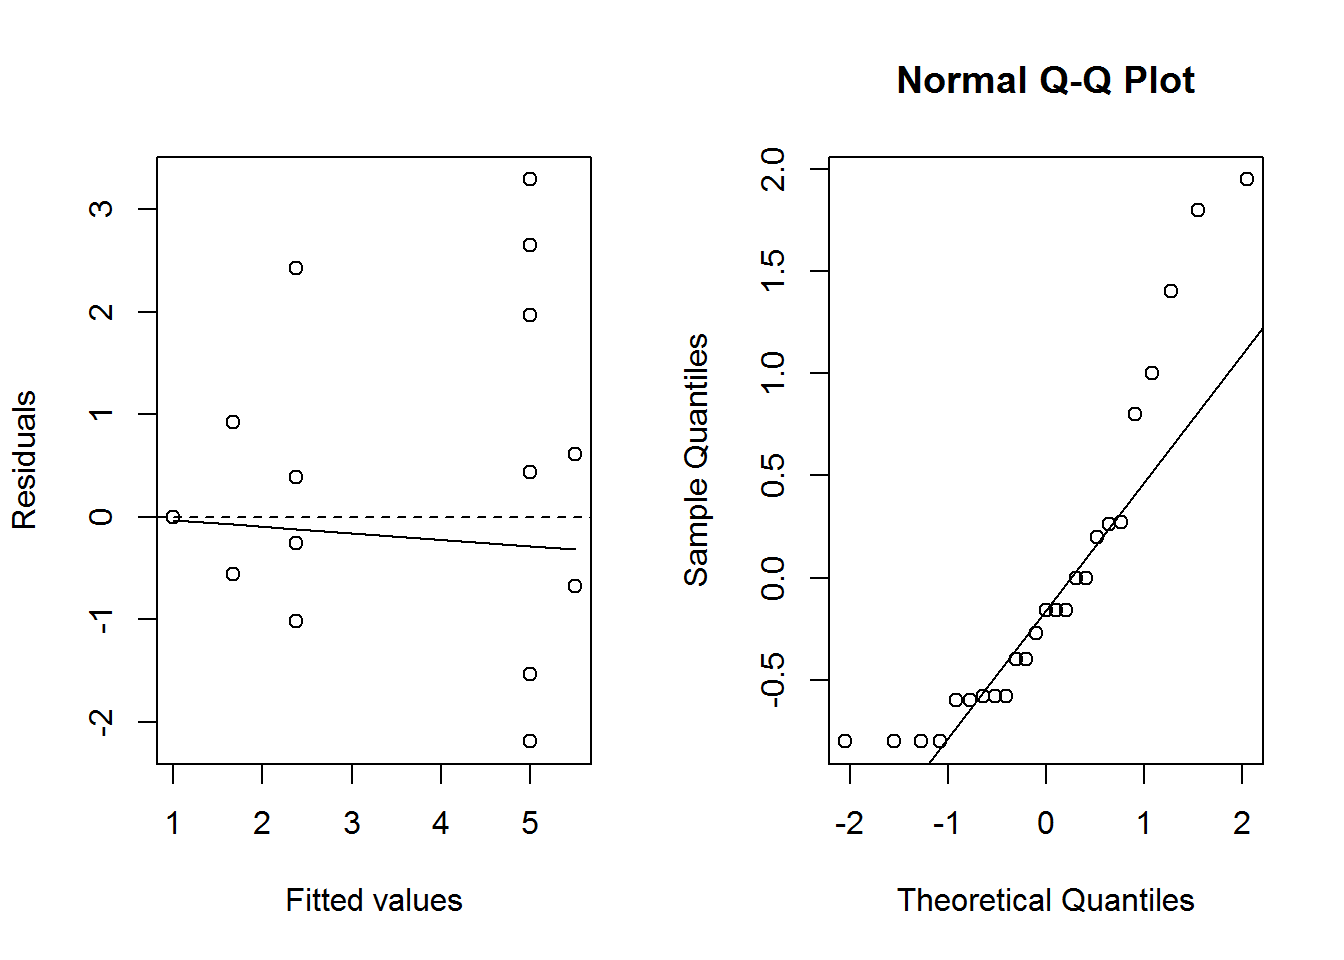 Residuals
3
2
1
0
-1
-2
1 2 3 4 5
Fitted values
Normal Q-Q Plot
Sample Quantiles
2.0
1.5
1.0
0.5
0.0
-0.5
-2 -1 0 1 2
Theoretical Quantiles